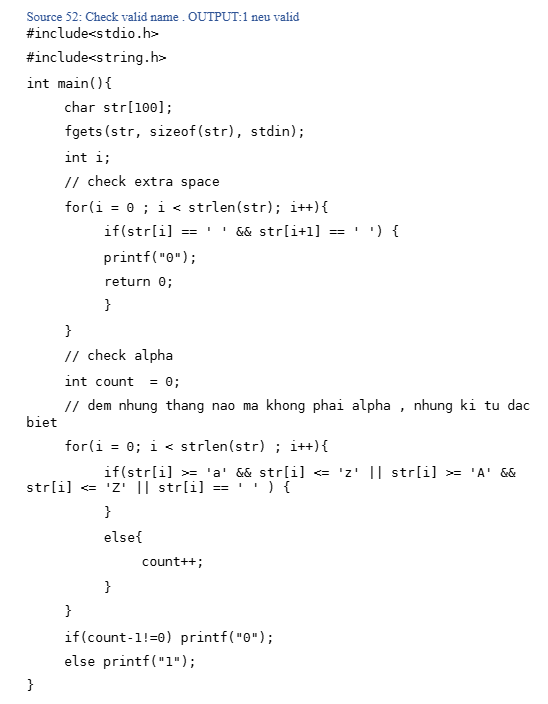 Source 52: Check valid name . OUTPUT:1 neu valid
#include<stdio.h>
#include<string.h>
int main(){
char str[100];
fgets(str, sizeof(str), stdin);
int i;
// check extra space
for(i = 0 ; i < strlen(str); i++){
if(str[i] == ' ' && str[i+1] == ' ') {
printf("0");
return 0;
}
}
// check alpha
int count  = 0;
// dem nhung thang nao ma khong phai alpha , nhung ki tu dac
biet
for(i = 0; i < strlen(str) ; i++){
if(str[i] >= 'a' && str[i] <= 'z' || str[i] >= 'A' &&
str[i] <= 'Z' || str[i] == ' ' ) {
}
else{
count++;
}
}
if(count-1!=0) printf("0");
else printf("1");
}